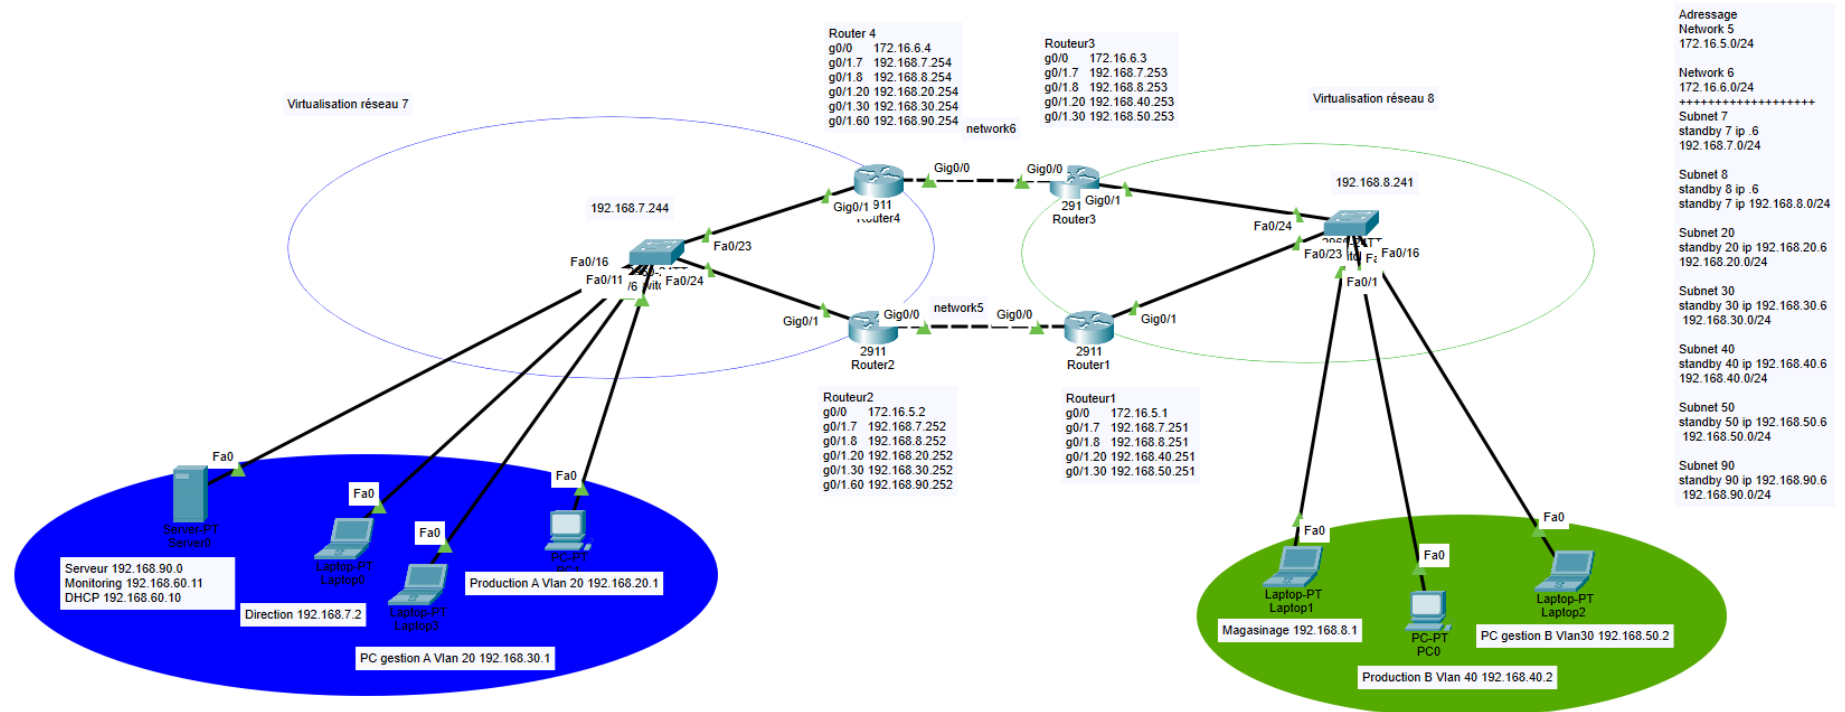 Virtualisation réseau 7
Router 4
g0/0 172.16.6.4
g0/1.7 192.168.7.254
g0/1.8 192.168.8.254
g0/1.20 192.168.20.254
g0/1.30 192.168.30.254
g0/1.60 192.168.90.254
network6
Routeur3
g0/0 172.16.6.3
g0/1.7 192.168.7.253
g0/1.8 192.168.8.253
g0/1.20 192.168.40.253
g0/1.30 192.168.50.253
Virtualisation réseau 8
Adressage
Network 5
172.16.5.0/24
Network 6
172.16.6.0/24
+++++++++++++++++++
Subnet 7
standby 7 ip .6
192.168.7.0/24
Subnet 8
standby 8 ip .6
standby 7 ip 192.168.8.0/24
Subnet 20
standby 20 ip 192.168.20.6
192.168.20.0/24
Subnet 30
standby 30 ip 192.168.30.6
192.168.30.0/24
Subnet 40
standby 40 ip 192.168.40.6
192.168.40.0/24
Subnet 50
standby 50 ip 192.168.50.6
192.168.50.0/24
Subnet 90
standby 90 ip 192.168.90.6
192.168.90.0/24
Gig0/0
Gig0/0
Gig0/1
Router4
Gig0/1
Router3
192.168.7.244
192.168.8.241
Fa0/23
Fa0/16
Fa0/11
/6
Fa0/24
Fa0/24
Fa0/23
Fa0/16
Fa0/1
Gig0/1
Gig0/0
network5
Gig0/0
Gig0/1
2911
Router2
2911
Router1
Routeur2
g0/0 172.16.5.2
g0/1.7 192.168.7.252
g0/1.8 192.168.8.252
g0/1.20 192.168.20.252
g0/1.30 192.168.30.252
g0/1.60 192.168.90.252
Routeur1
g0/0 172.16.5.1
g0/1.7 192.168.7.251
g0/1.8 192.168.8.251
g0/1.20 192.168.40.251
g0/1.30 192.168.50.251
Fa0
Server-PT
Server0
Serveur 192.168.90.0
Monitoring 192.168.60.11
DHCP 192.168.60.10
Fa0
Laptop-PT
Laptop0
Direction 192.168.7.2
Fa0
Laptop-PT
Laptop3
PC gestion A Vlan 20 192.168.30.1
Fa0
PC-PT
PC1
Production A Vlan 20 192.168.20.1
Fa0
Laptop-PT
Laptop1
Magasinage 192.168.8.1
Fa0
PC-PT
PC0
Production B Vlan 40 192.168.40.2
Fa0
Laptop-PT
Laptop2
PC gestion B Vlan30 192.168.50.2